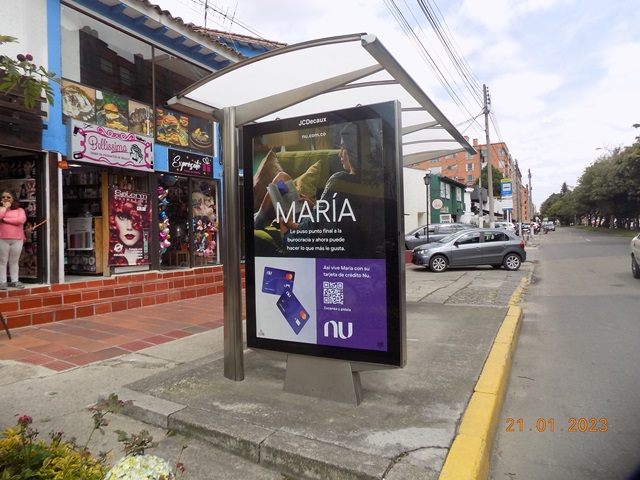 JCDecaux
nu.com.co
MARÍA
Le puso punto final a la
burocracia y ahora puede
hacer lo que más le gusta.
Así vive María con su
tarjeta de crédito Nu.
nu
Bellissima
Exprésate
21.01.2023